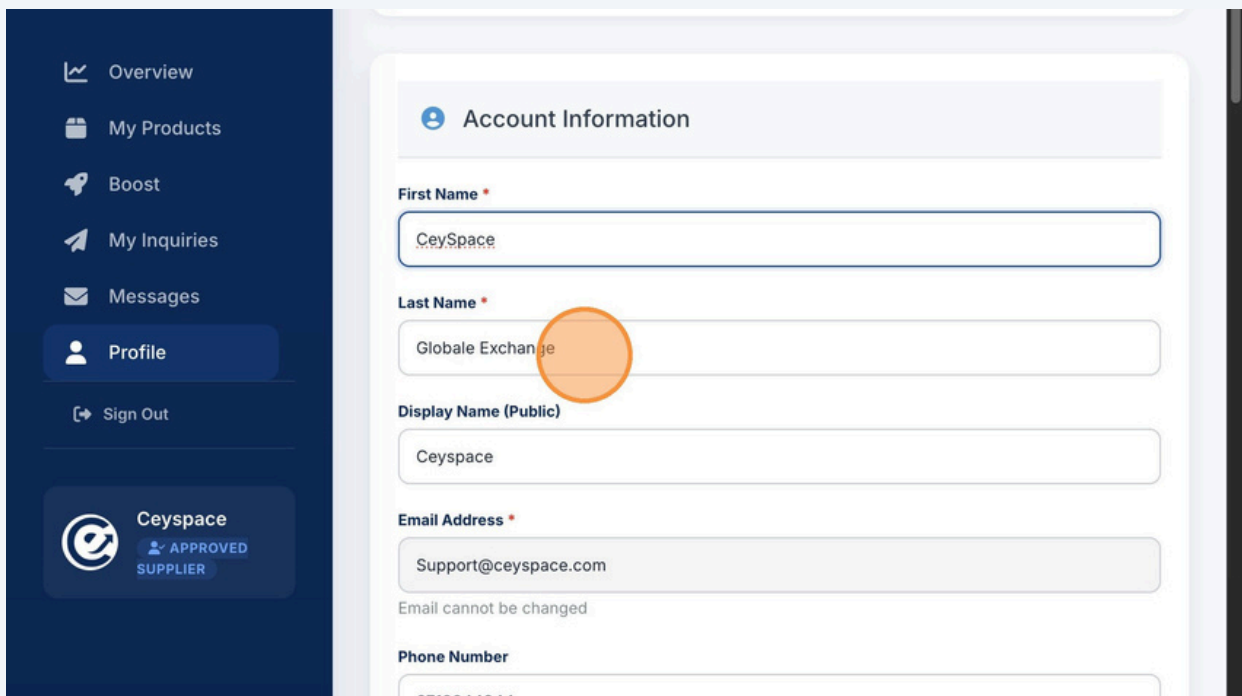 Overview
My Products
Boost
My Inquiries
Messages
Profile
Sign Out
Ceyspace
APPROVED
SUPPLIER
Account Information
First Name *
CeySpace
Last Name *
Globale Exchange
Display Name (Public)
Ceyspace
Email Address *
Support@ceyspace.com
Email cannot be changed
Phone Number